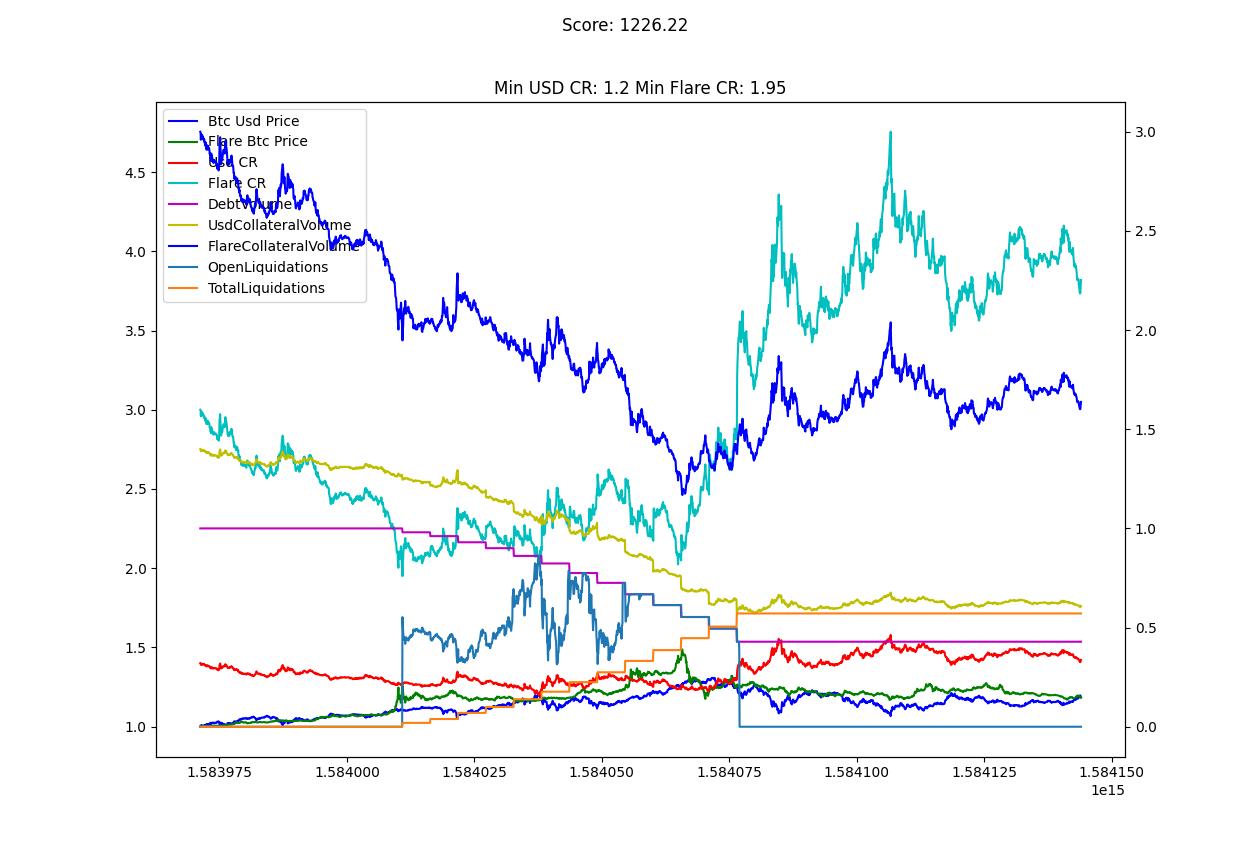 Score: 1226.22
Min USD CR: 1.2 Min Flare CR: 1.95
Btc Usd Price
Flare Btc Price
Usd CR
Flare CR
DebtVolume
UsdCollateralVolume
FlareCollateralVolume
OpenLiquidations
TotalLiquidations
4.5
4.0
3.5
3.0
2.5
2.0
1.5
1.0
3.0
2.5
2.0
1.5
1.0
0.5
0.0
1.583975 1.584000 1.584025 1.584050 1.584075 1.584100 1.584125 1.584150
1e15